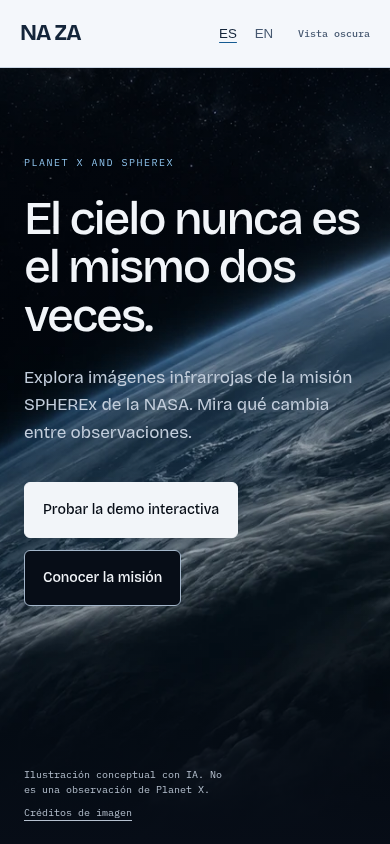 NA ZA
ES EN Vista oscura
PLANET X AND SPHEREX
El cielo nunca es
el mismo dos
veces.
Explora imágenes infrarrojas de la misión
SPHEREx de la NASA. Mira qué cambia
entre observaciones.
Probar la demo interactiva
Conocer la misión
Ilustración conceptual con IA. No
es una observación de Planet X.
Créditos de imagen